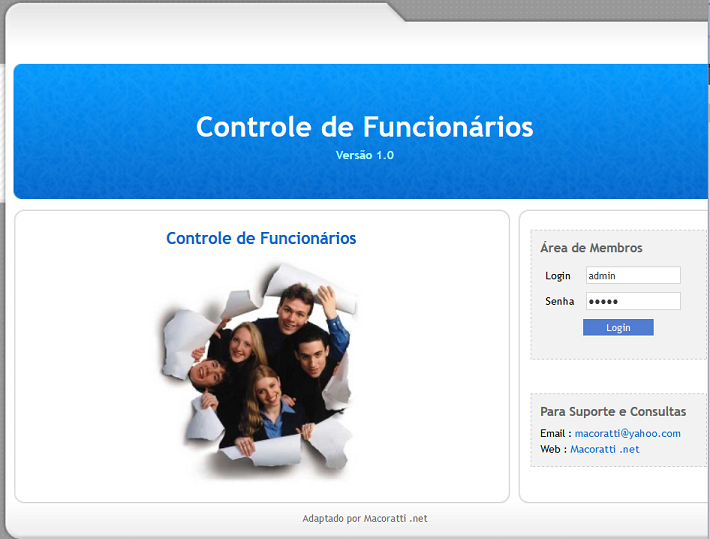 Controle de Funcionários
Versão 1.0
Controle de Funcionários
Área de Membros
Login admin
Senha ●●●●●
Login
Para Suporte e Consultas
Email : macoratti@yahoo.com
Web : Macoratti .net
Adaptado por Macoratti .net